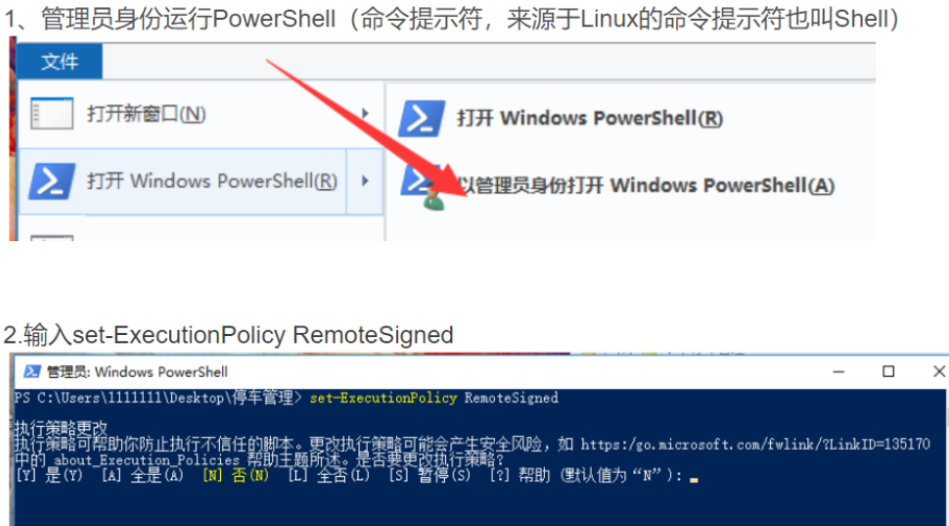 1、管理员身份运行PowerShell（命令提示符，来源于Linux的命令提示符也叫Shell）
文件
打开新窗口(N)
打开 Windows PowerShell(R)
打开 Windows PowerShell(R)
以管理员身份打开 Windows PowerShell(A)
2.输入set-ExecutionPolicy RemoteSigned
管理员: Windows PowerShell
PS C:\Users\1111111\Desktop\停车管理> set-ExecutionPolicy RemoteSigned
执行策略更改
执行策略可帮助你防止执行不信任的脚本。更改执行策略可能会产生安全风险，如 https:/go.microsoft.com/fwlink/?LinkID=135170
中的 about_Execution_Policies 帮助主题所述。是否要更改执行策略?
[Y] 是(Y)  [A] 全是(A)  [N] 否(N)  [L] 全否(L)  [S] 暂停(S)  [?] 帮助 (默认值为“N”):